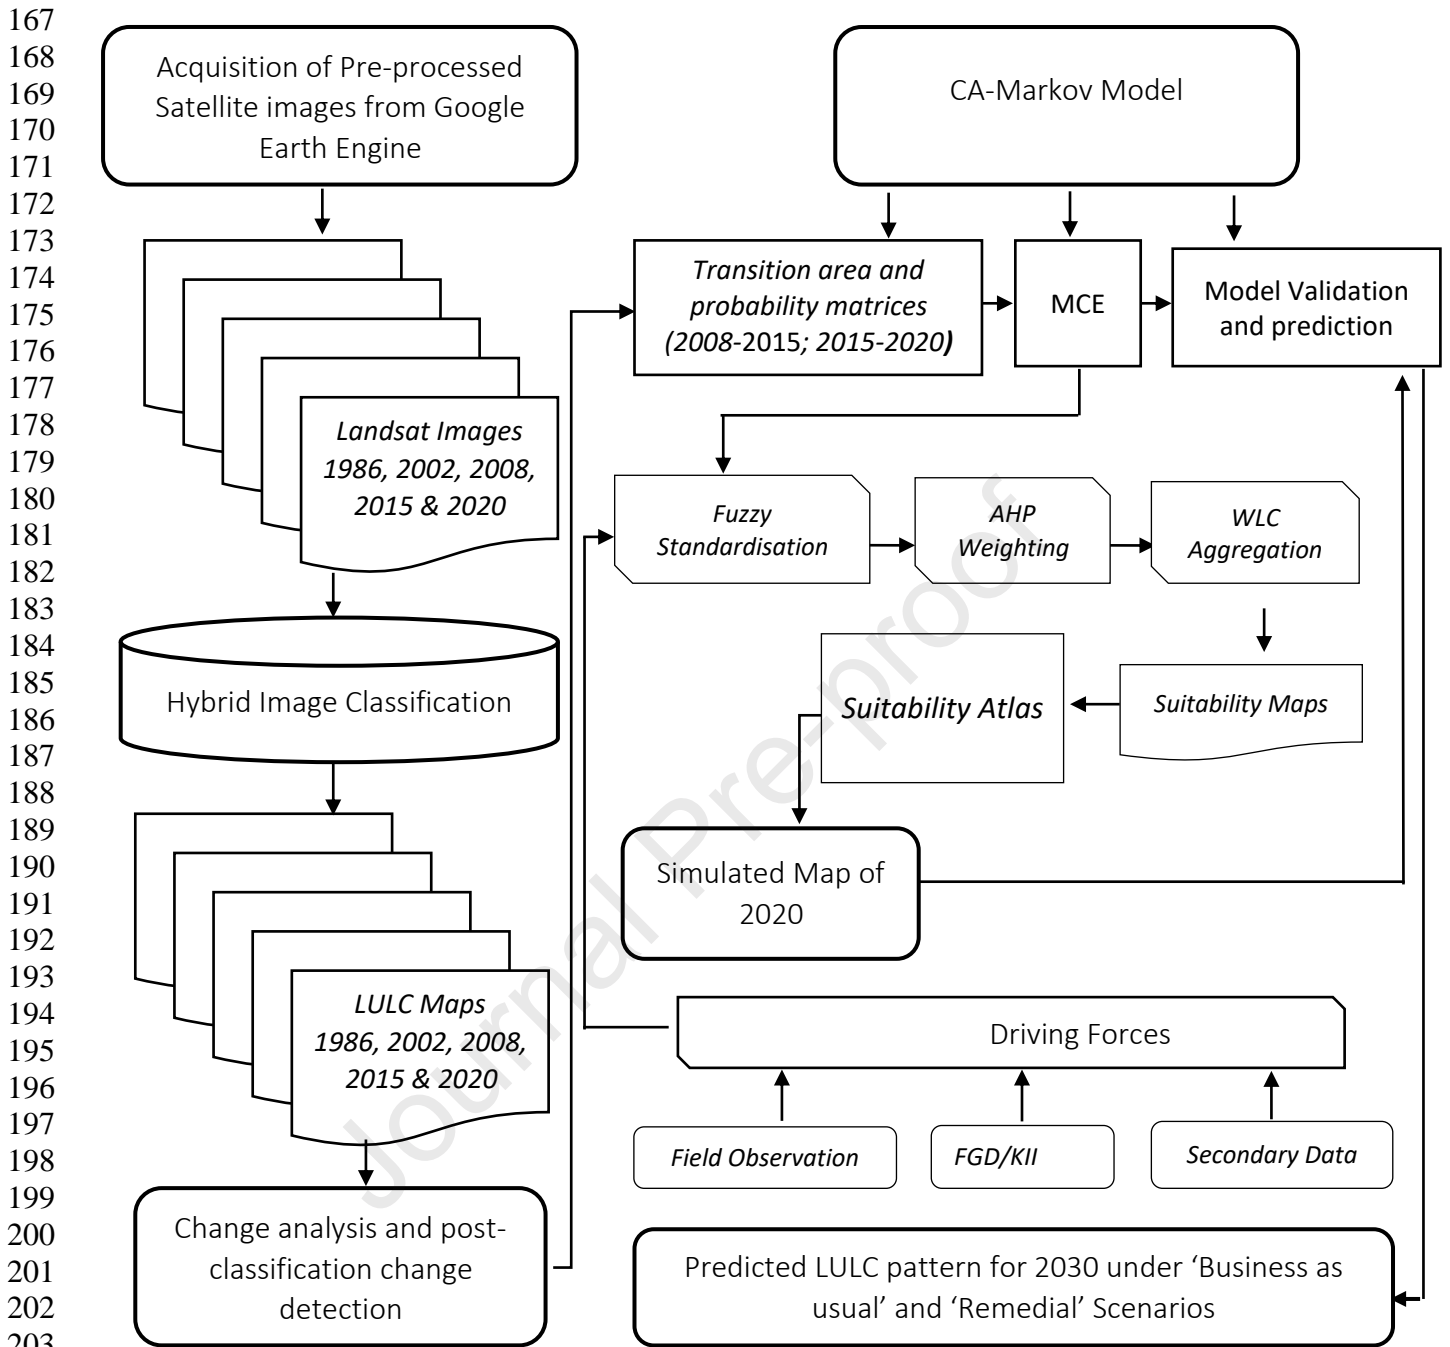 167
168
169
170
171
172
173
174
175
176
177
178
179
180
181
182
183
184
185
186
187
188
189
190
191
192
193
194
195
196
197
198
199
200
201
202
203
Acquisition of Pre-processed
Satellite images from Google
Earth Engine
CA-Markov Model
Landsat Images
1986, 2002, 2008,
2015 & 2020
Transition area and
probability matrices
(2008-2015; 2015-2020)
MCE
Model Validation
and prediction
Fuzzy
Standardisation
AHP
Weighting
WLC
Aggregation
Hybrid Image Classification
Suitability Atlas
Suitability Maps
Simulated Map of
2020
LULC Maps
1986, 2002, 2008,
2015 & 2020
Driving Forces
Field Observation
FGD/KII
Secondary Data
Change analysis and post-
classification change
detection
Predicted LULC pattern for 2030 under ‘Business as
usual’ and ‘Remedial’ Scenarios
Journal Pre-proof